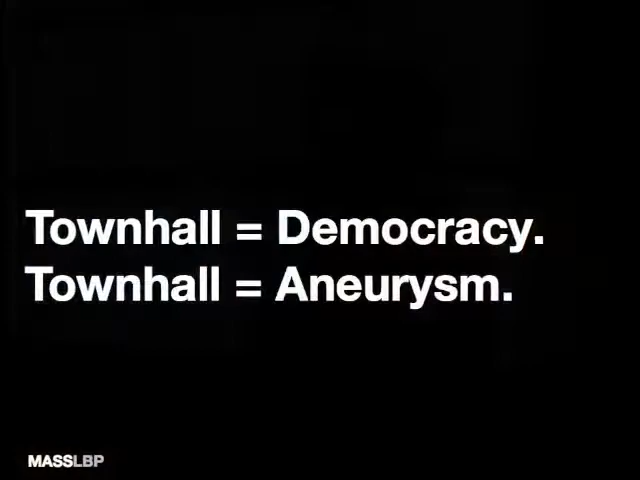 Townhall = Democracy.
Townhall = Aneurysm.
MASSLBP